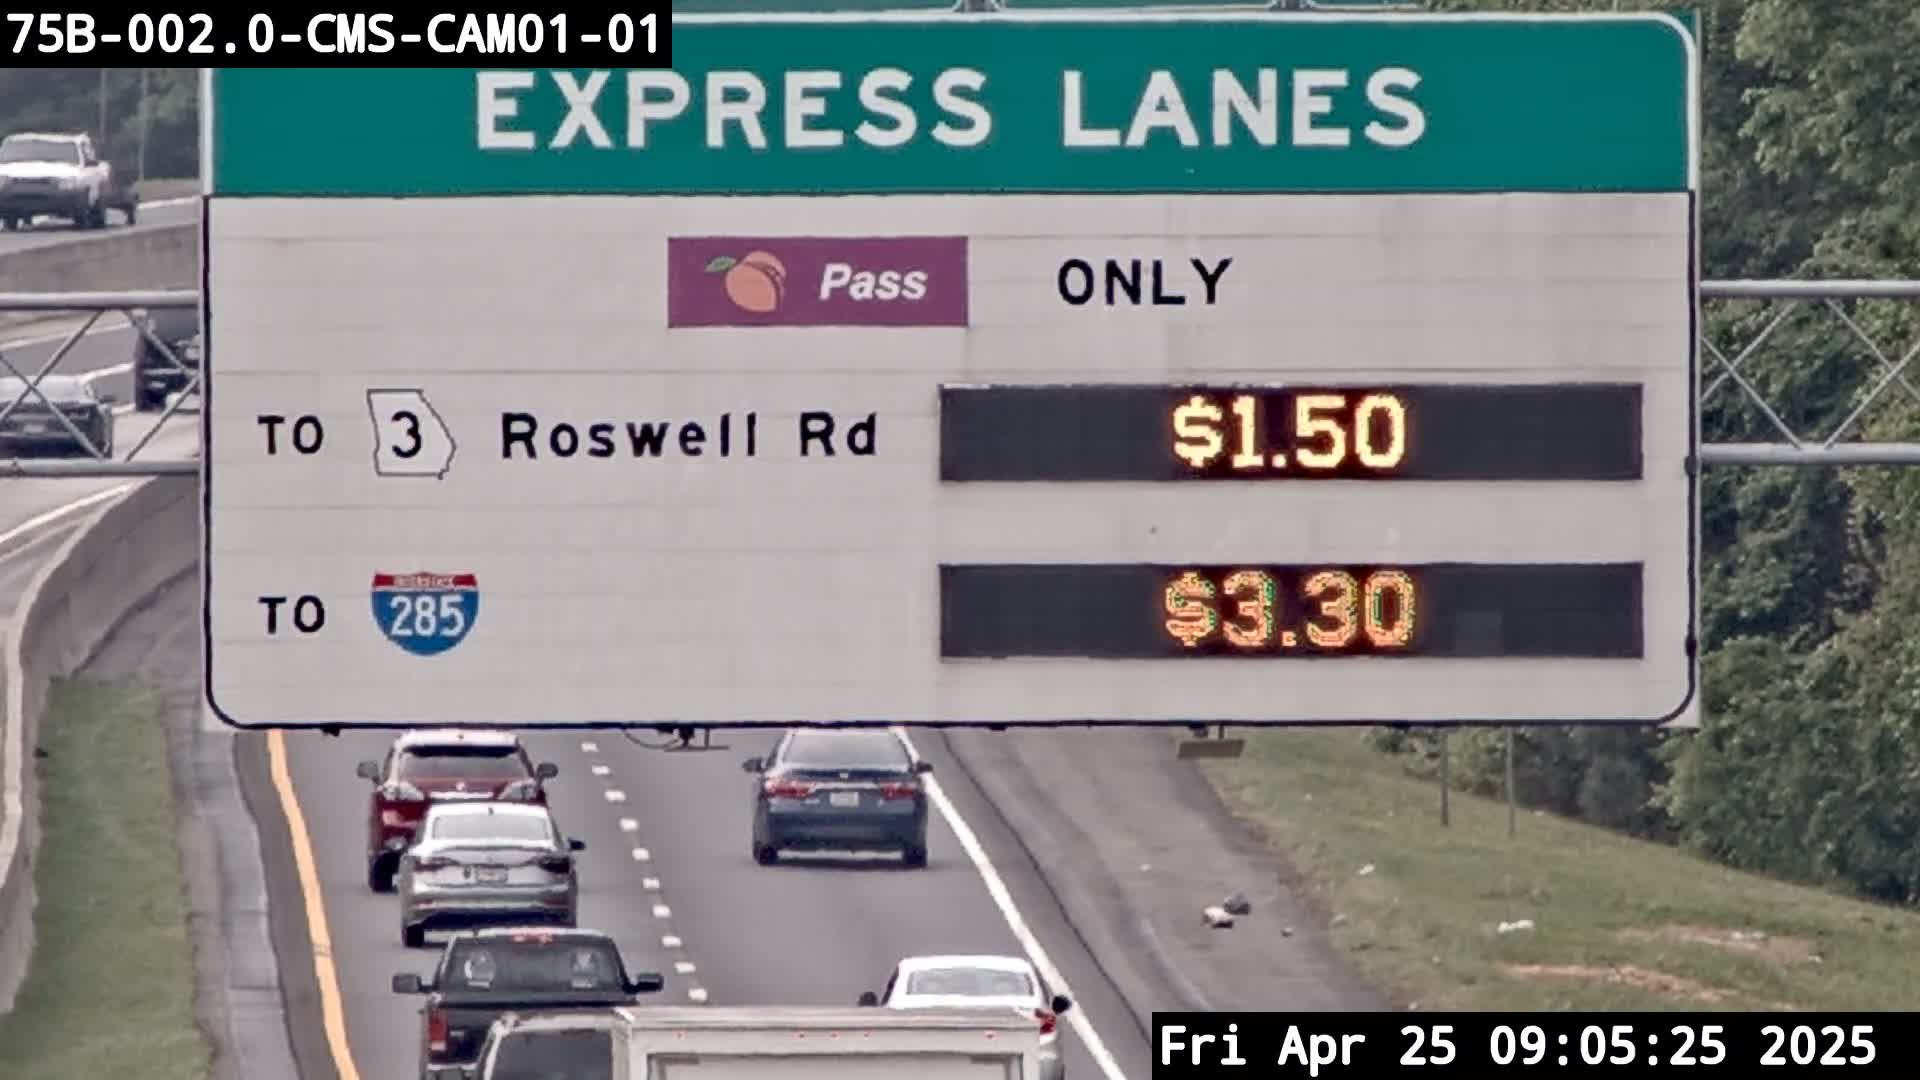 75B-002.0-CMS-CAM01-01
EXPRESS LANES
Pass ONLY
TO 3 Roswell Rd $1.50
TO 285 $3.30
Fri Apr 25 09:05:25 2025